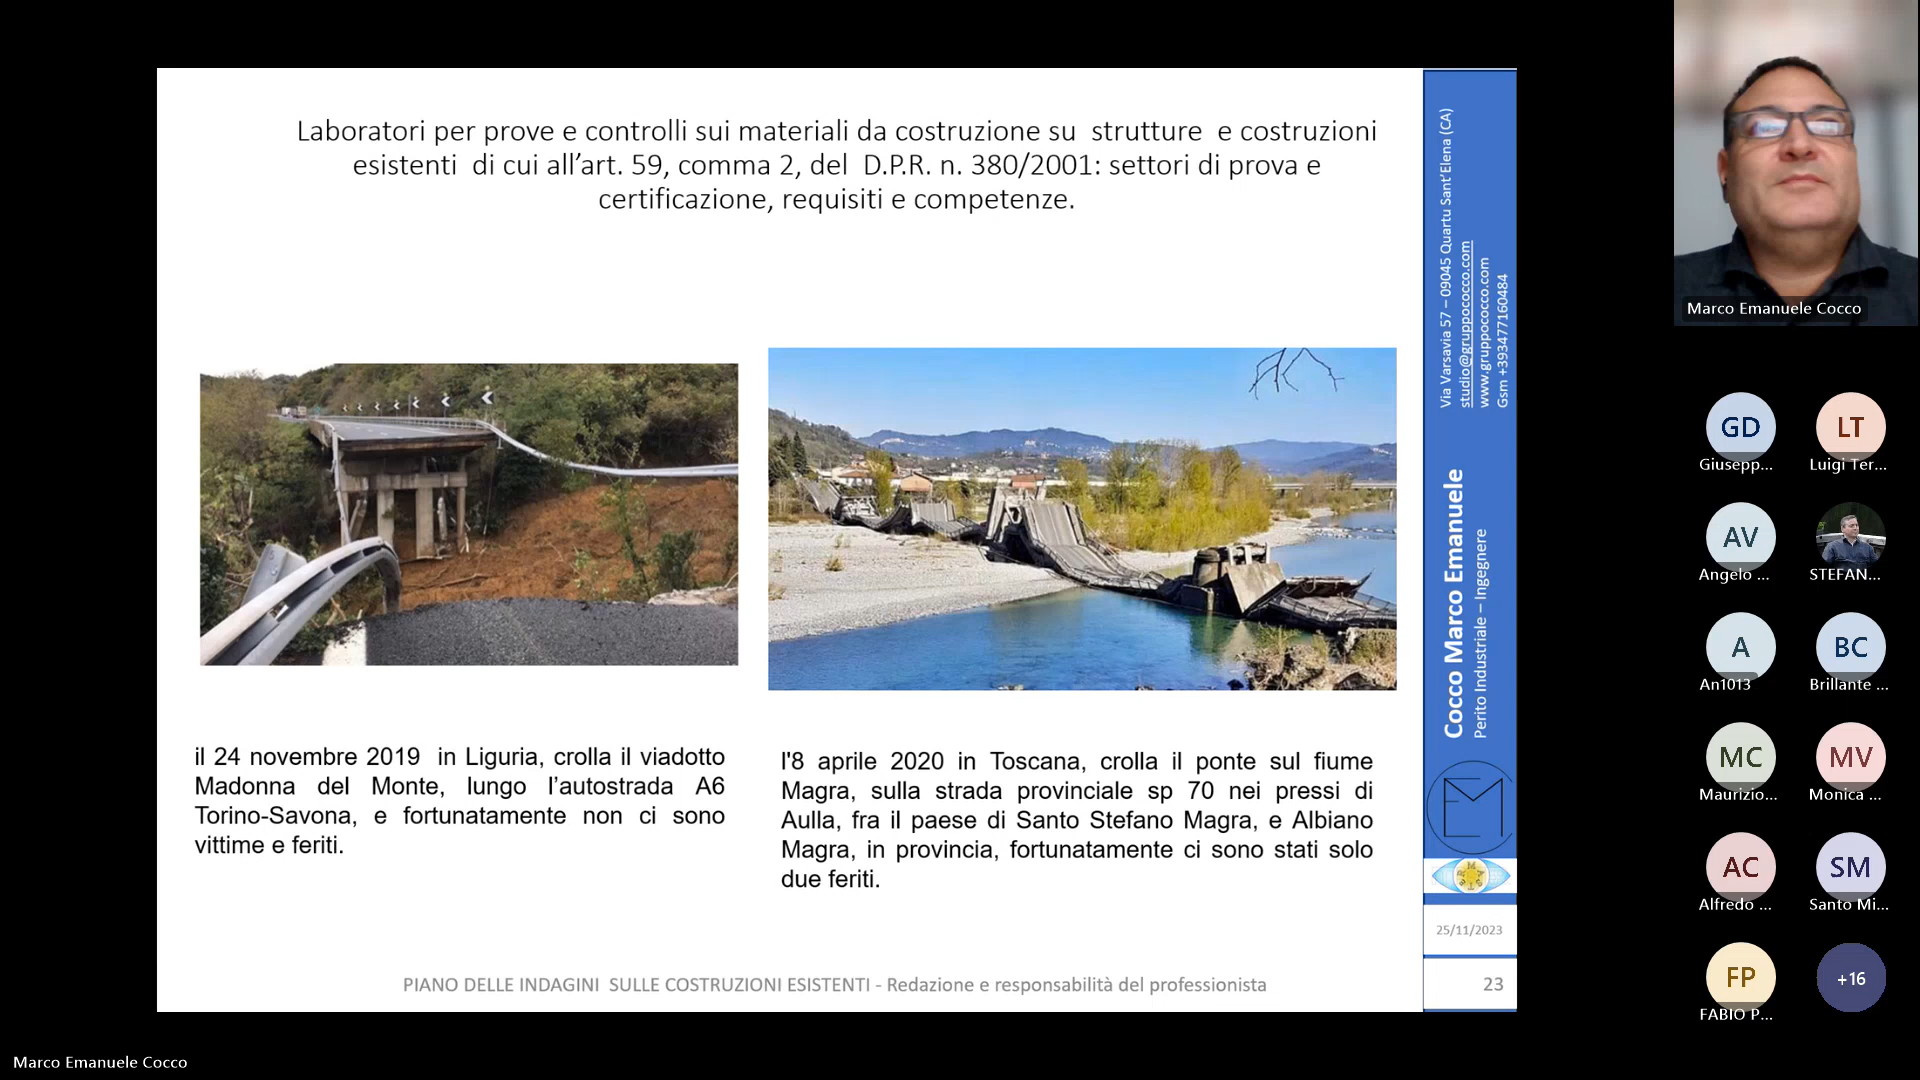 Laboratori per prove e controlli sui materiali da costruzione su strutture e costruzioni
esistenti di cui all’art. 59, comma 2, del D.P.R. n. 380/2001: settori di prova e
certificazione, requisiti e competenze.
il 24 novembre 2019 in Liguria, crolla il viadotto
Madonna del Monte, lungo l’autostrada A6
Torino-Savona, e fortunatamente non ci sono
vittime e feriti.
l'8 aprile 2020 in Toscana, crolla il ponte sul fiume
Magra, sulla strada provinciale sp 70 nei pressi di
Aulla, fra il paese di Santo Stefano Magra, e Albiano
Magra, in provincia, fortunatamente ci sono stati solo
due feriti.
PIANO DELLE INDAGINI SULLE COSTRUZIONI ESISTENTI - Redazione e responsabilità del professionista
Via Varsavia 57 – 09045 Quartu Sant'Elena (CA)
studio@gruppococco.com
www.gruppococco.com
Gsm +393477160484
Cocco Marco Emanuele
Perito Industriale – Ingegnere
EM
25/11/2023
23
Marco Emanuele Cocco
GD
Giusepp...
LT
Luigi Ter...
AV
Angelo ...
STEFAN...
A
An1013
BC
Brillante ...
MC
Maurizio...
MV
Monica ...
AC
Alfredo ...
SM
Santo Mi...
FP
FABIO P...
+16
Marco Emanuele Cocco